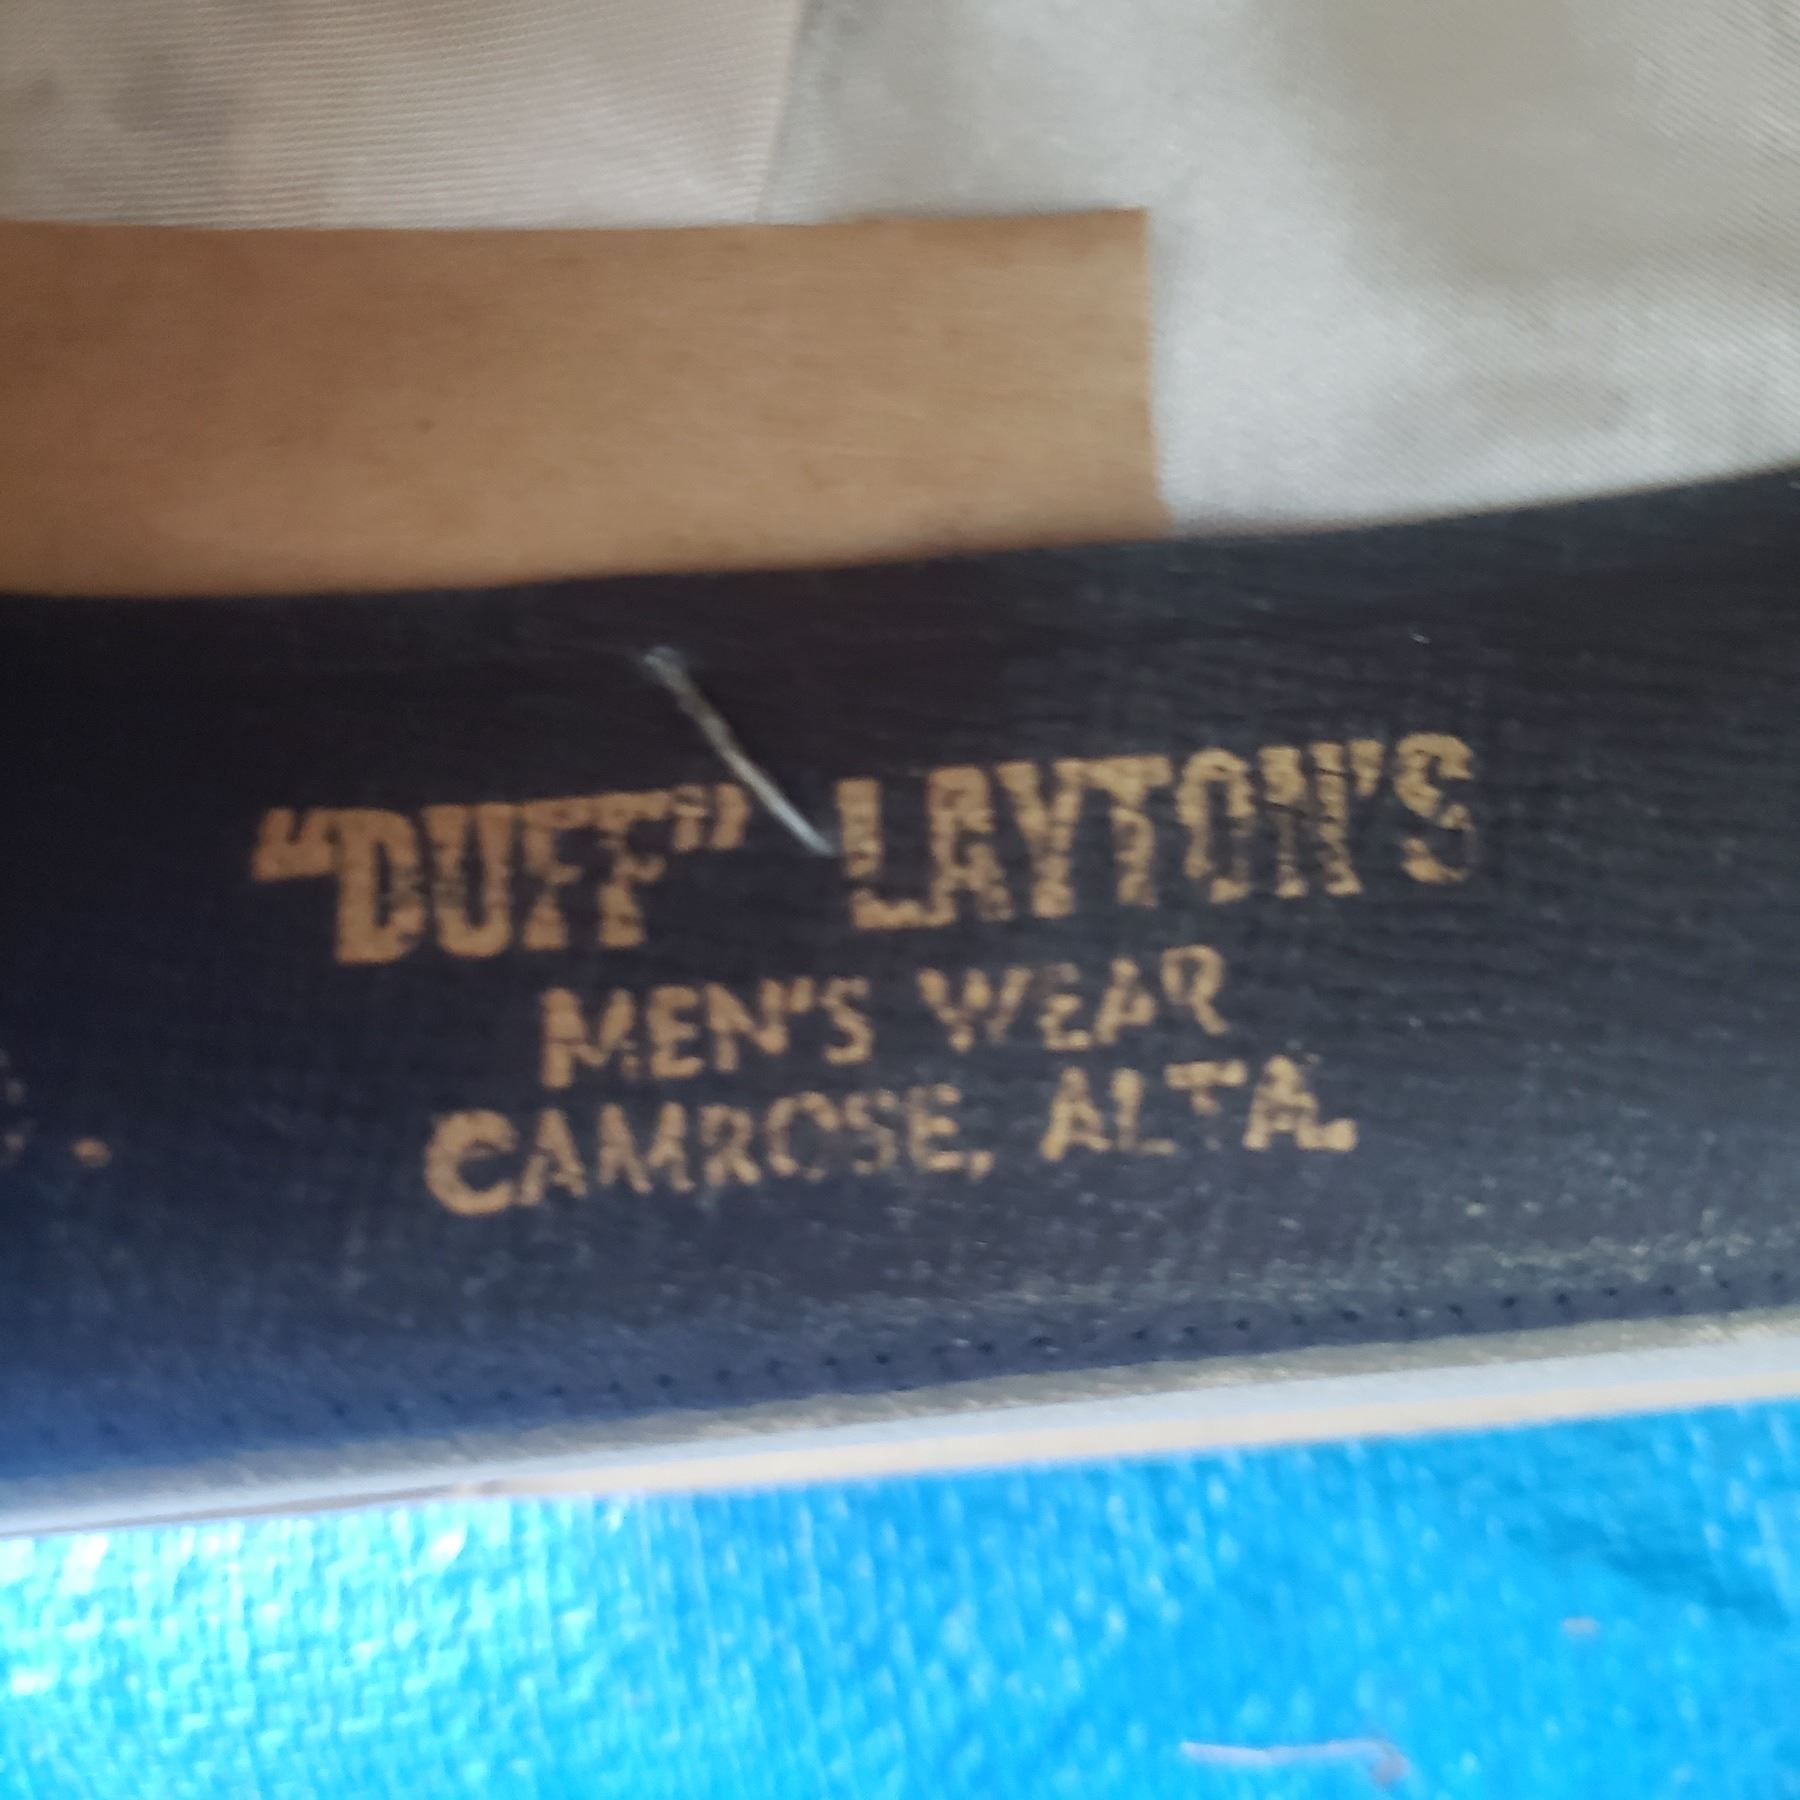 "DUFF" LAYTON'S
MEN'S WEAR
CAMROSE, ALTA.